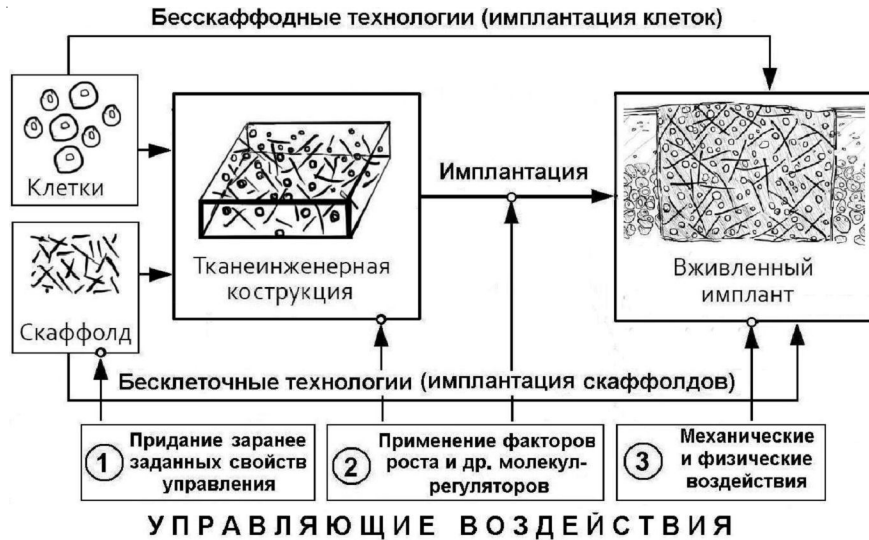 Бесскаффодные технологии (имплантация клеток)
Клетки
Имплантация
Тканеинженерная
кострукция
Вживленный
имплант
Скаффолд
Бесклеточные технологии (имплантация скаффолдов)
1
Придание заранее
заданных свойств
управления
2
Применение факторов
роста и др. молекул-
регуляторов
3
Механические
и физические
воздействия
УПРАВЛЯЮЩИЕ ВОЗДЕЙСТВИЯ